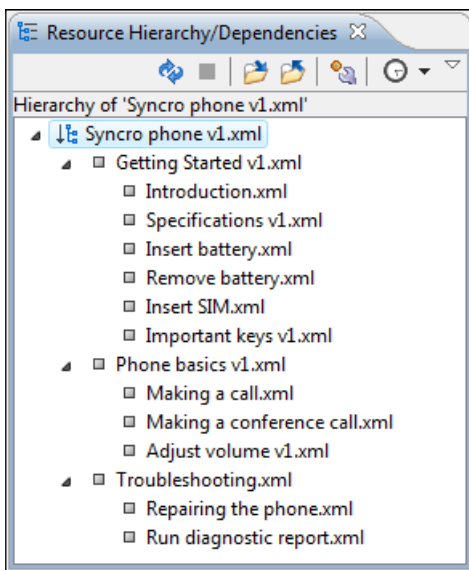 Resource Hierarchy/Dependencies
Hierarchy of 'Syncro phone v1.xml'
Syncro phone v1.xml
Getting Started v1.xml
Introduction.xml
Specifications v1.xml
Insert battery.xml
Remove battery.xml
Insert SIM.xml
Important keys v1.xml
Phone basics v1.xml
Making a call.xml
Making a conference call.xml
Adjust volume v1.xml
Troubleshooting.xml
Repairing the phone.xml
Run diagnostic report.xml